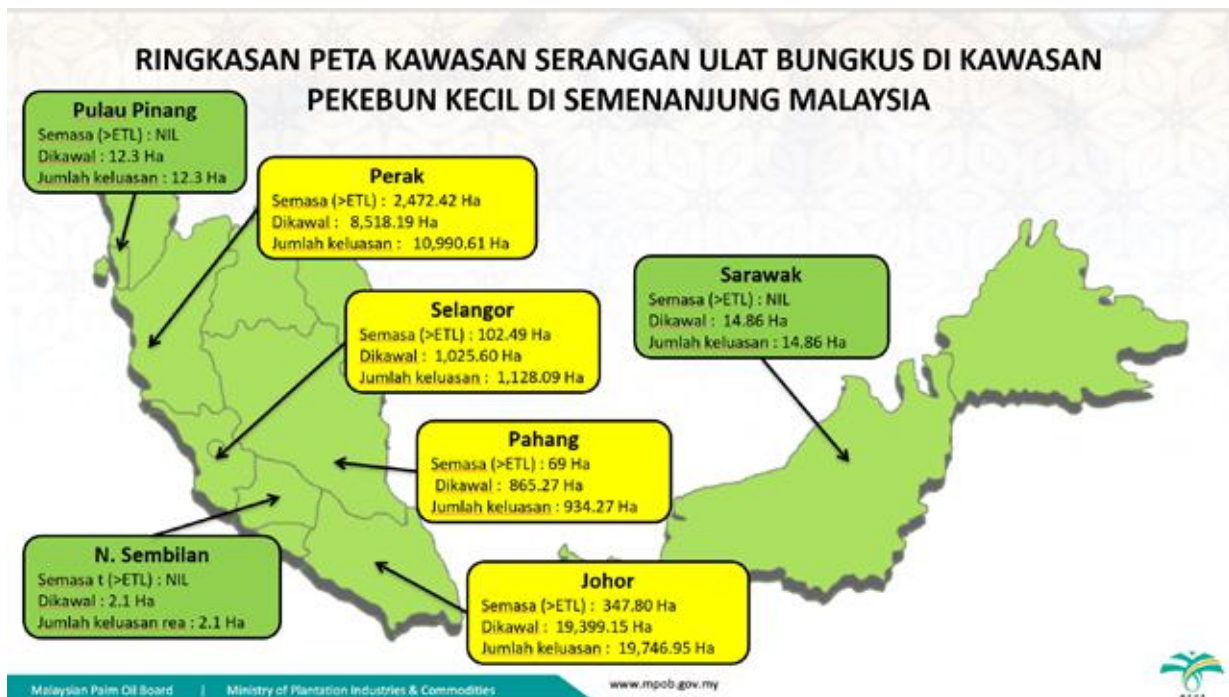 RINGKASAN PETA KAWASAN SERANGAN ULAT BUNGKUS DI KAWASAN
PEKEBUN KECIL DI SEMENANJUNG MALAYSIA
Pulau Pinang
Semasa (>ETL) : NIL
Dikawal : 12.3 Ha
Jumlah keluasan : 12.3 Ha
Perak
Semasa (>ETL) : 2,472.42 Ha
Dikawal : 8,518.19 Ha
Jumlah keluasan : 10,990.61 Ha
Selangor
Semasa (>ETL) : 102.49 Ha
Dikawal : 1,025.60 Ha
Jumlah keluasan : 1,128.09 Ha
Sarawak
Semasa (>ETL) : NIL
Dikawal : 14.86 Ha
Jumlah keluasan : 14.86 Ha
Pahang
Semasa (>ETL) : 69 Ha
Dikawal : 865.27 Ha
Jumlah keluasan : 934.27 Ha
N. Sembilan
Semasa t (>ETL) : NIL
Dikawal : 2.1 Ha
Jumlah keluasan rea : 2.1 Ha
Johor
Semasa (>ETL) : 347.80 Ha
Dikawal : 19,399.15 Ha
Jumlah keluasan : 19,746.95 Ha
Malaysian Palm Oil Board | Ministry of Plantation Industries & Commodities
www.mpob.gov.my